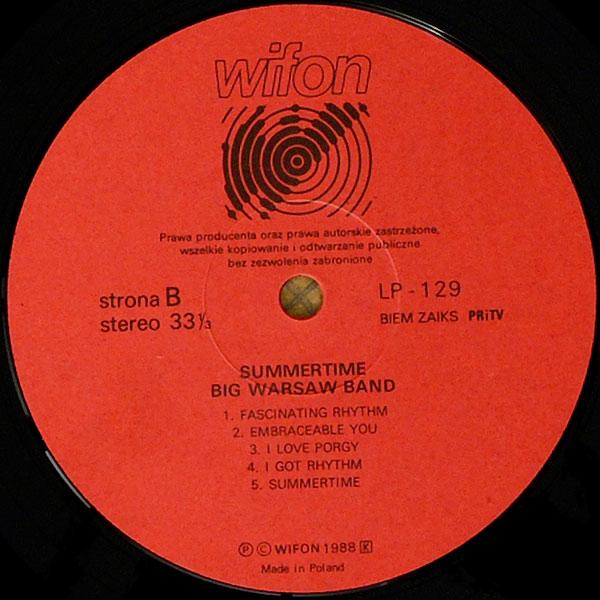 wifon
Prawa producenta oraz prawa autorskie zastrzeżone,
wszelkie kopiowanie i odtwarzanie publiczne
bez zezwolenia zabronione
strona B
stereo 33⅓
LP - 129
BIEM ZAIKS PRiTV
SUMMERTIME
BIG WARSAW BAND
1. FASCINATING RHYTHM
2. EMBRACEABLE YOU
3. I LOVE PORGY
4. I GOT RHYTHM
5. SUMMERTIME
Ⓟ © WIFON 1988 K
Made in Poland